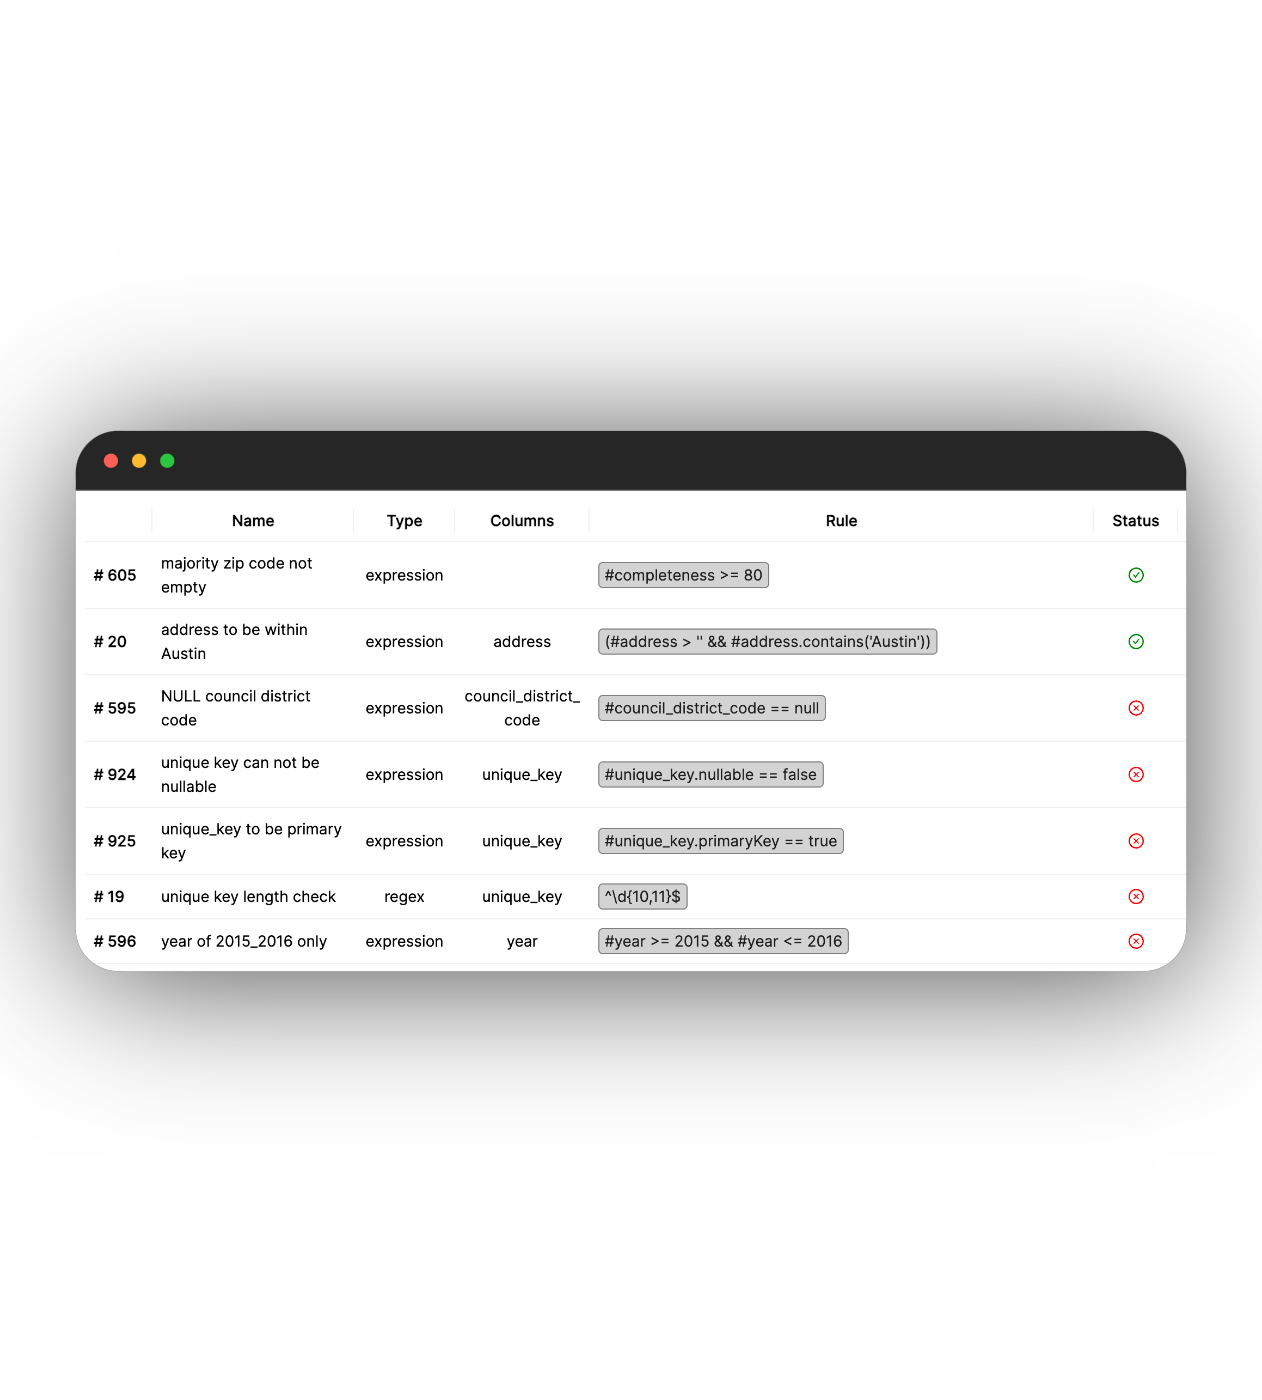 Name Type Columns Rule Status
# 605 majority zip code not empty expression #completeness >= 80
# 20 address to be within Austin expression address (#address > '' && #address.contains('Austin'))
# 595 NULL council district code expression council_district_code #council_district_code == null
# 924 unique key can not be nullable expression unique_key #unique_key.nullable == false
# 925 unique_key to be primary key expression unique_key #unique_key.primaryKey == true
# 19 unique key length check regex unique_key ^\d{10,11}$
# 596 year of 2015_2016 only expression year #year >= 2015 && #year <= 2016